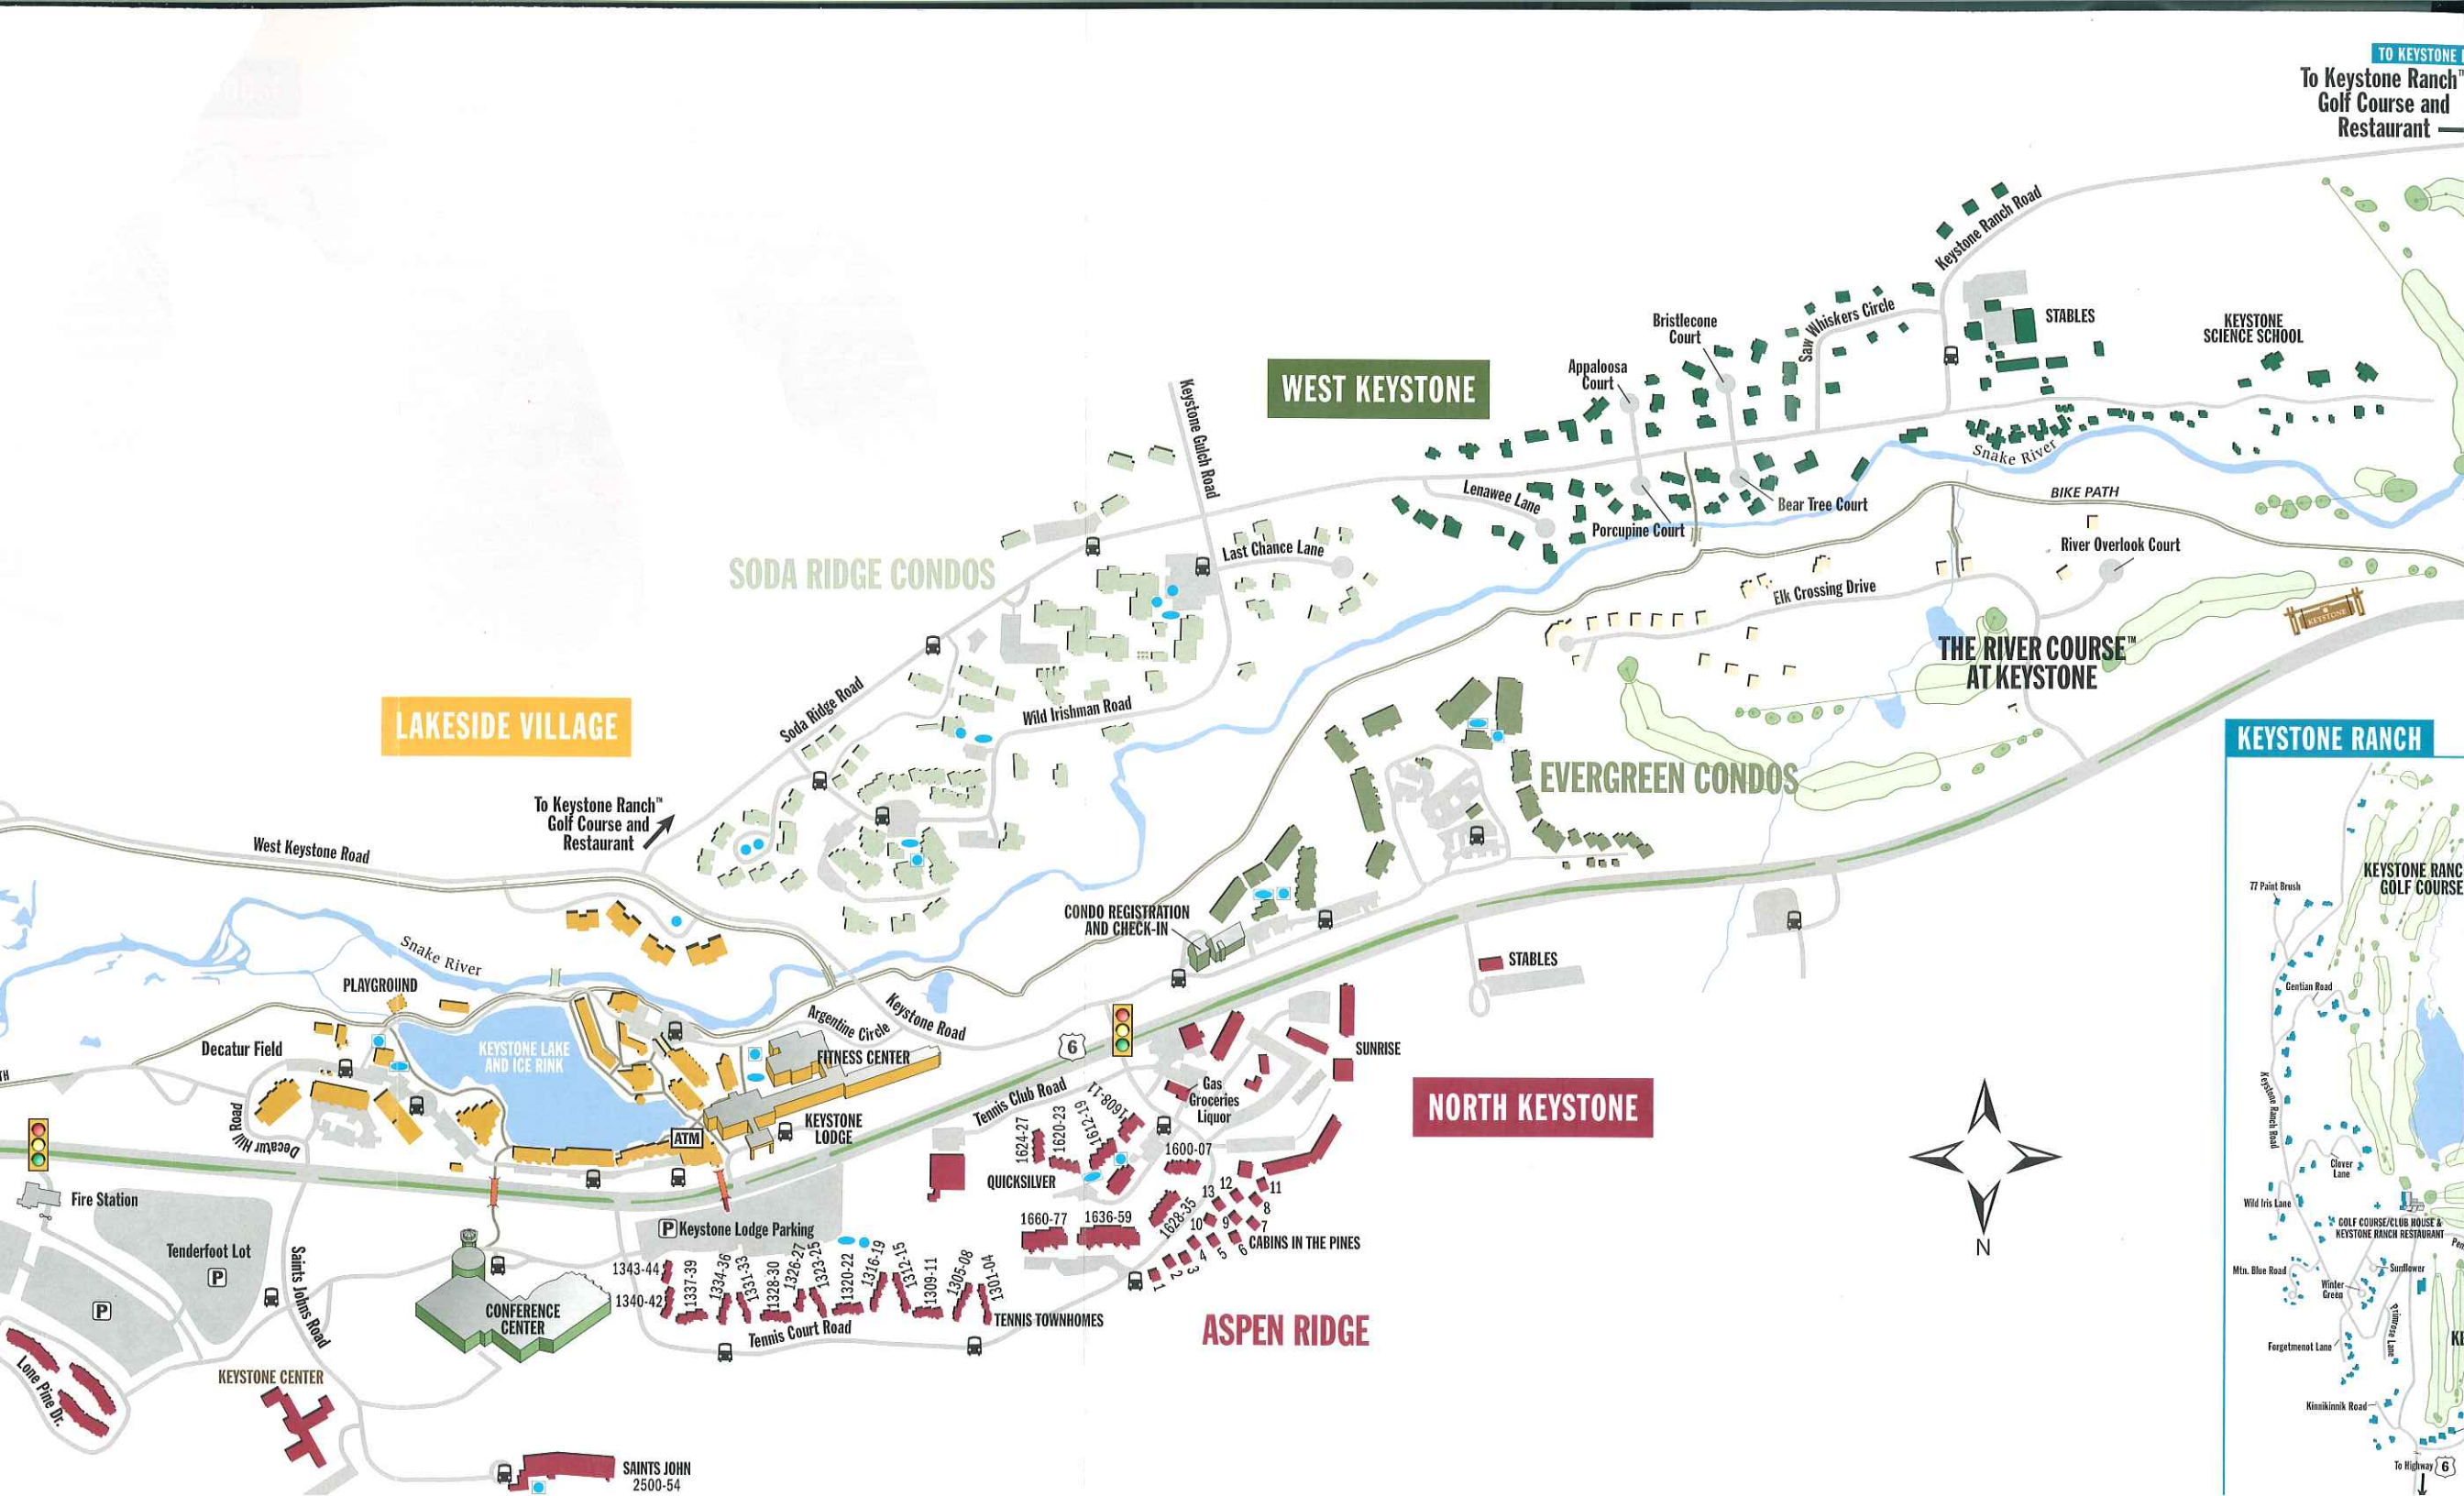 TO KEYSTONE
To Keystone Ranch™
Golf Course and
Restaurant
Keystone Ranch Road
STABLES
KEYSTONE
SCIENCE SCHOOL
Saw Whiskers Circle
Bristlecone
Court
Appaloosa
Court
WEST KEYSTONE
Keystone Gulch Road
Snake River
BIKE PATH
Lenawee Lane
Bear Tree Court
Porcupine Court
River Overlook Court
Last Chance Lane
SODA RIDGE CONDOS
Elk Crossing Drive
KEYSTONE
THE RIVER COURSE™
AT KEYSTONE
Soda Ridge Road
Wild Irishman Road
LAKESIDE VILLAGE
EVERGREEN CONDOS
To Keystone Ranch™
Golf Course and
Restaurant
West Keystone Road
CONDO REGISTRATION
AND CHECK-IN
Snake River
STABLES
PLAYGROUND
Argentine Circle
Keystone Road
Decatur Field
KEYSTONE LAKE
AND ICE RINK
FITNESS CENTER
6
SUNRISE
Gas
Groceries
Liquor
NORTH KEYSTONE
Tennis Club Road
KEYSTONE
LODGE
ATM
Decatur Hill Road
1624-27
1620-23
1612-19
1608-11
1600-07
QUICKSILVER
Fire Station
Tenderfoot Lot
P
P
P Keystone Lodge Parking
1660-77
1636-59
1628-35
13
12
11
10
9
8
7
6
5
4
3
2
1
CABINS IN THE PINES
Saints Johns Road
CONFERENCE
CENTER
1343-44
1340-42
1337-39
1334-36
1331-33
1328-30
1326-27
1323-25
1320-22
1316-19
1312-15
1309-11
1305-08
1301-04
TENNIS TOWNHOMES
Tennis Court Road
ASPEN RIDGE
N
Lone Pine Dr.
KEYSTONE CENTER
SAINTS JOHN
2500-54
KEYSTONE RANCH
KEYSTONE RANC
GOLF COURSE
77 Paint Brush
Gentian Road
Keystone Ranch Road
Clover
Lane
Wild Iris Lane
GOLF COURSE/CLUB HOUSE &
KEYSTONE RANCH RESTAURANT
Mtn. Blue Road
Sunflower
Winter
Green
Primrose Lane
Forgetmenot Lane
Kinnikinnik Road
To Highway 6